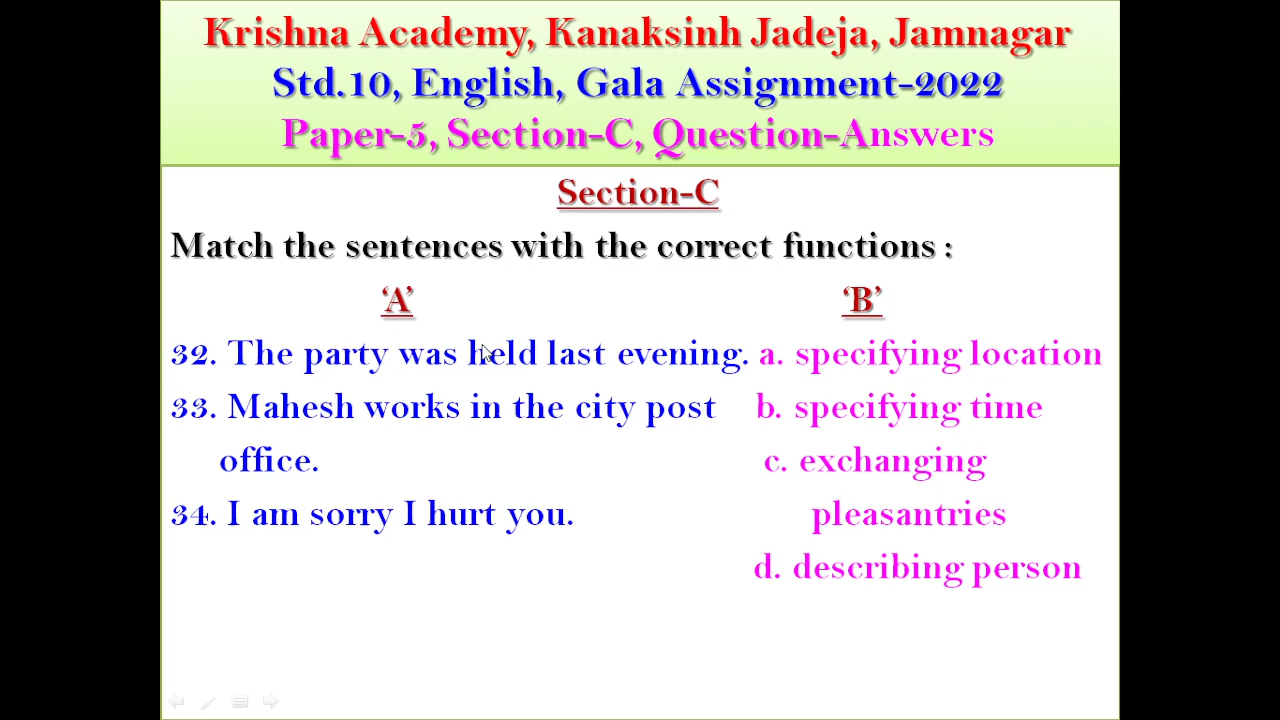 Krishna Academy, Kanaksinh Jadeja, Jamnagar
Std.10, English, Gala Assignment-2022
Paper-5, Section-C, Question-Answers
Section-C
Match the sentences with the correct functions :
‘A’ ‘B’
32. The party was held last evening. a. specifying location
33. Mahesh works in the city post b. specifying time
office. c. exchanging
34. I am sorry I hurt you. pleasantries
d. describing person